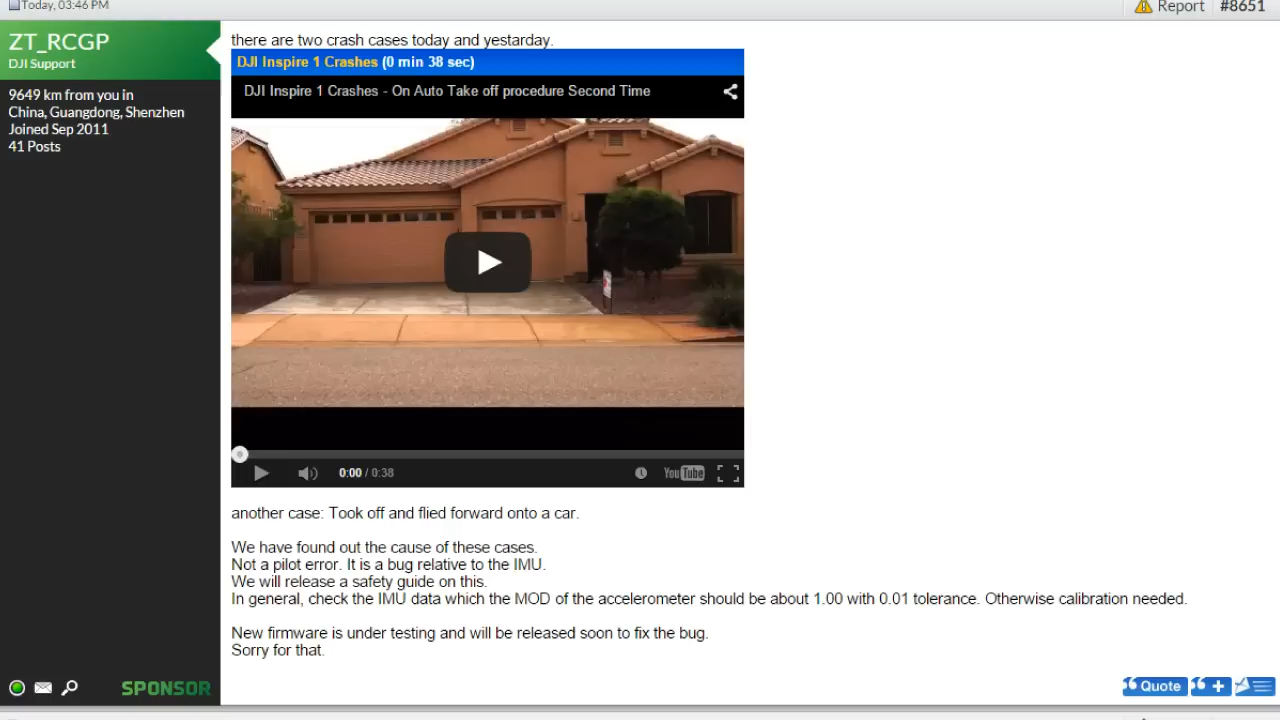 Today, 03:46 PM
Report #8651
ZT_RCGP
DJI Support
9649 km from you in
China, Guangdong, Shenzhen
Joined Sep 2011
41 Posts
there are two crash cases today and yestarday.
DJI Inspire 1 Crashes (0 min 38 sec)
DJI Inspire 1 Crashes - On Auto Take off procedure Second Time
0:00 / 0:38
YouTube
another case: Took off and flied forward onto a car.
We have found out the cause of these cases.
Not a pilot error. It is a bug relative to the IMU.
We will release a safety guide on this.
In general, check the IMU data which the MOD of the accelerometer should be about 1.00 with 0.01 tolerance. Otherwise calibration needed.
New firmware is under testing and will be released soon to fix the bug.
Sorry for that.
SPONSOR
Quote